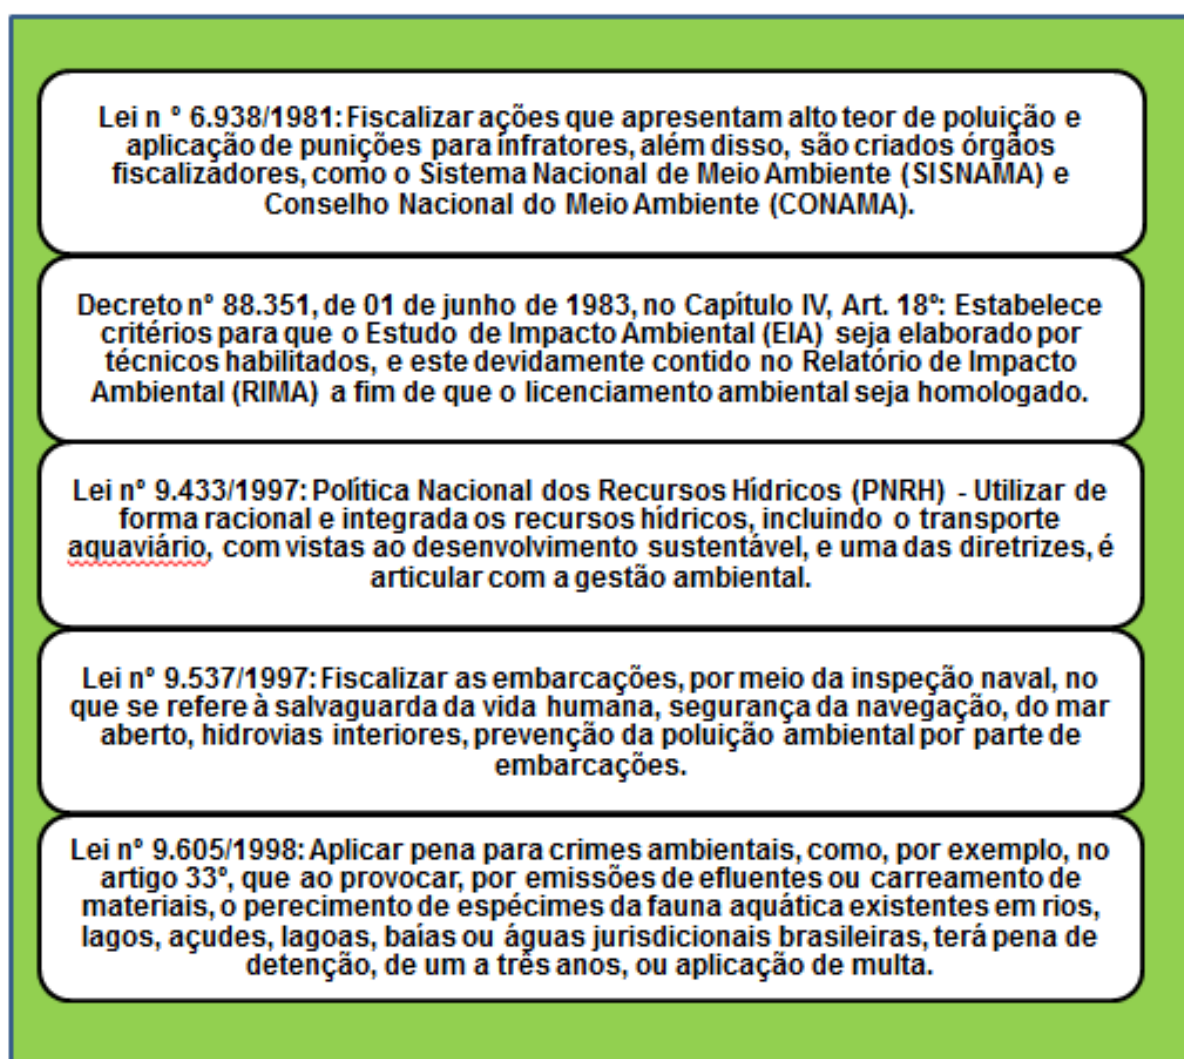 Lei n ° 6.938/1981: Fiscalizar ações que apresentam alto teor de poluição e
aplicação de punições para infratores, além disso, são criados órgãos
fiscalizadores, como o Sistema Nacional de Meio Ambiente (SISNAMA) e
Conselho Nacional do Meio Ambiente (CONAMA).
Decreto nº 88.351, de 01 de junho de 1983, no Capítulo IV, Art. 18º: Estabelece
critérios para que o Estudo de Impacto Ambiental (EIA) seja elaborado por
técnicos habilitados, e este devidamente contido no Relatório de Impacto
Ambiental (RIMA) a fim de que o licenciamento ambiental seja homologado.
Lei nº 9.433/1997: Política Nacional dos Recursos Hídricos (PNRH) - Utilizar de
forma racional e integrada os recursos hídricos, incluindo o transporte
aquaviário, com vistas ao desenvolvimento sustentável, e uma das diretrizes, é
articular com a gestão ambiental.
Lei nº 9.537/1997: Fiscalizar as embarcações, por meio da inspeção naval, no
que se refere à salvaguarda da vida humana, segurança da navegação, do mar
aberto, hidrovias interiores, prevenção da poluição ambiental por parte de
embarcações.
Lei nº 9.605/1998: Aplicar pena para crimes ambientais, como, por exemplo, no
artigo 33º, que ao provocar, por emissões de efluentes ou carreamento de
materiais, o perecimento de espécimes da fauna aquática existentes em rios,
lagos, açudes, lagoas, baías ou águas jurisdicionais brasileiras, terá pena de
detenção, de um a três anos, ou aplicação de multa.